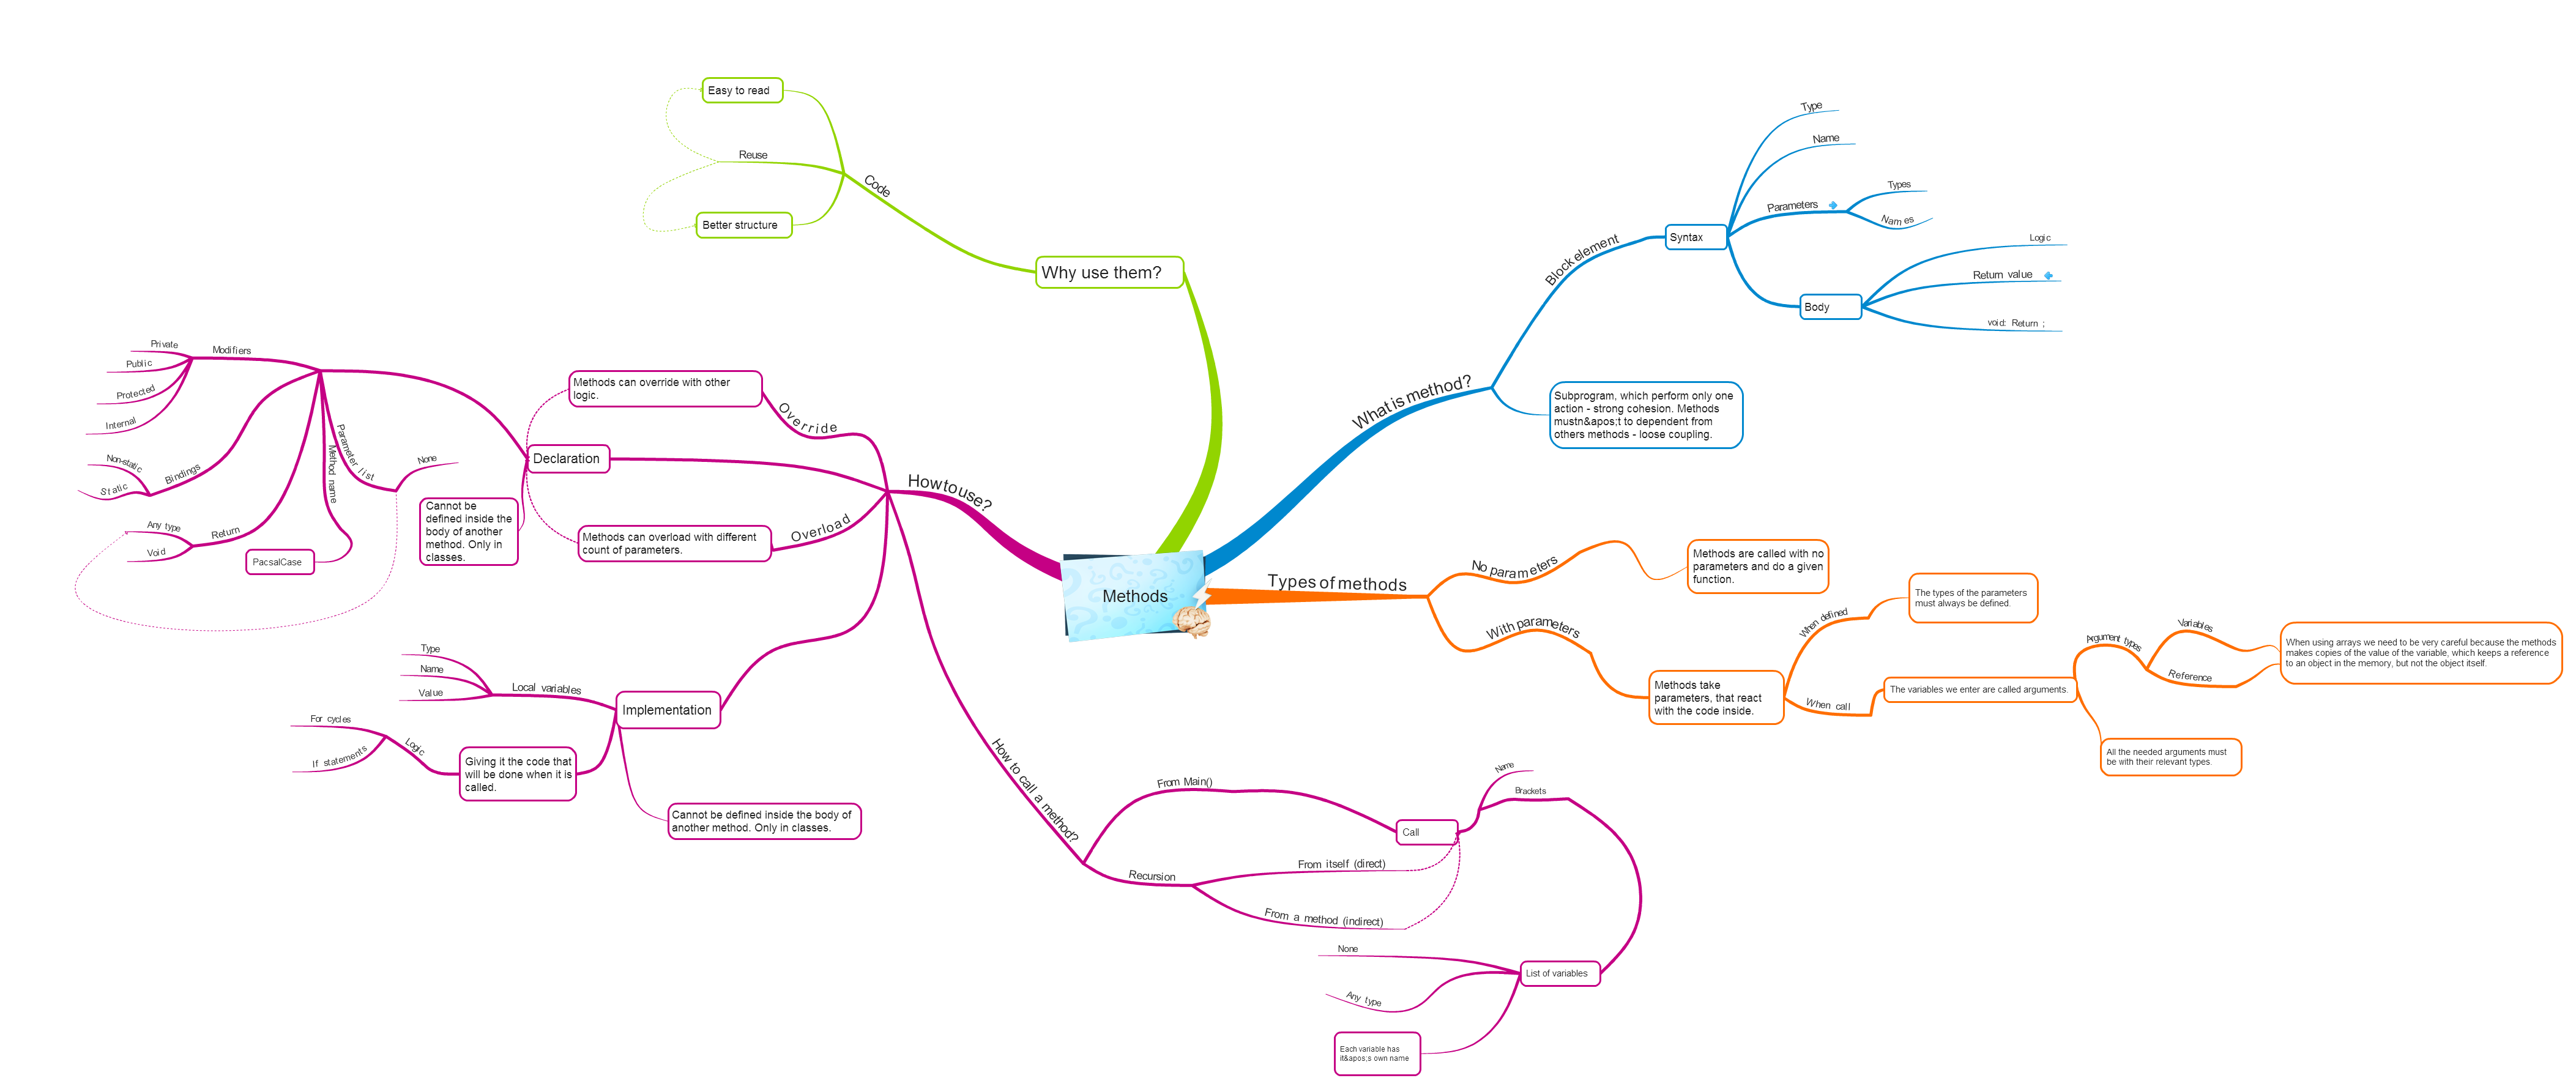 Methods
Why use them?
Code
Easy to read
Reuse
Better structure
What is method?
Block element
Syntax
Type
Name
Parameters
Types
Names
Body
Logic
Return value
void: Return ;
Subprogram, which perform only one
action - strong cohesion. Methods
mustn&apos;t to dependent from
others methods - loose coupling.
Types of methods
No parameters
Methods are called with no
parameters and do a given
function.
With parameters
Methods take
parameters, that react
with the code inside.
When defined
The types of the parameters
must always be defined.
When call
The variables we enter are called arguments.
Argument types
Variables
Reference
When using arrays we need to be very careful because the methods
makes copies of the value of the variable, which keeps a reference
to an object in the memory, but not the object itself.
All the needed arguments must
be with their relevant types.
How to use?
Override
Methods can override with other
logic.
Declaration
Modifiers
Private
Public
Protected
Internal
Bindings
Non-static
Static
Return
Any type
Void
Method name
PacsalCase
Parameter list
None
Cannot be
defined inside the
body of another
method. Only in
classes.
Overload
Methods can overload with different
count of parameters.
Implementation
Local variables
Type
Name
Value
Giving it the code that
will be done when it is
called.
Logic
For cycles
If statements
Cannot be defined inside the body of
another method. Only in classes.
How to call a method?
From Main()
Call
Name
Brackets
List of variables
None
Any type
Each variable has
it&apos;s own name
Recursion
From itself (direct)
From a method (indirect)